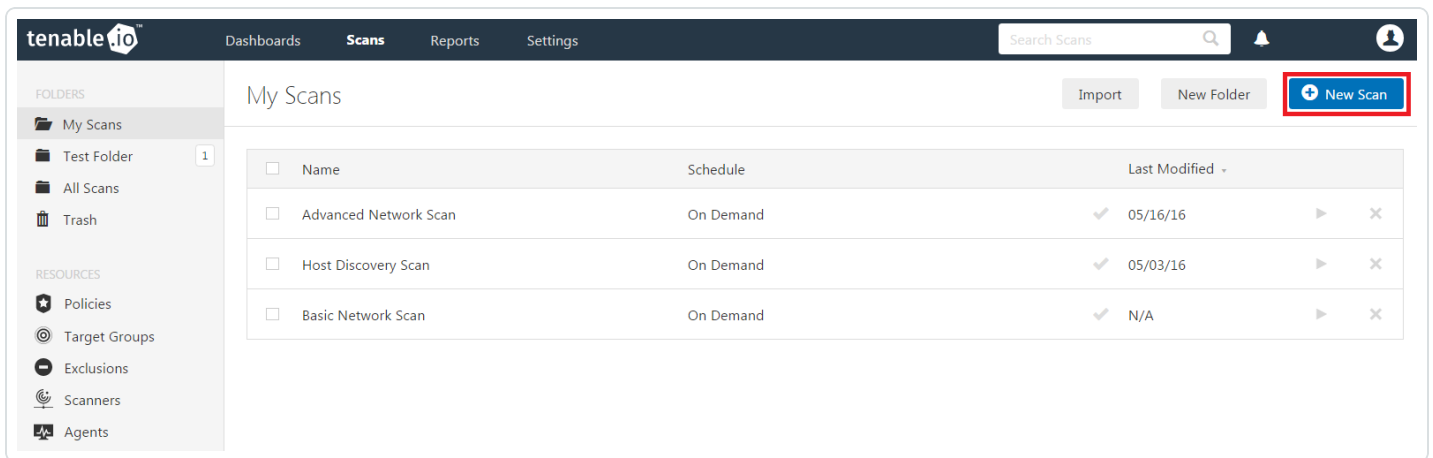 tenable.io™
Dashboards Scans Reports Settings Search Scans
FOLDERS
My Scans
Test Folder 1
All Scans
Trash
RESOURCES
Policies
Target Groups
Exclusions
Scanners
Agents
My Scans Import New Folder New Scan
Name Schedule Last Modified
Advanced Network Scan On Demand 05/16/16
Host Discovery Scan On Demand 05/03/16
Basic Network Scan On Demand N/A